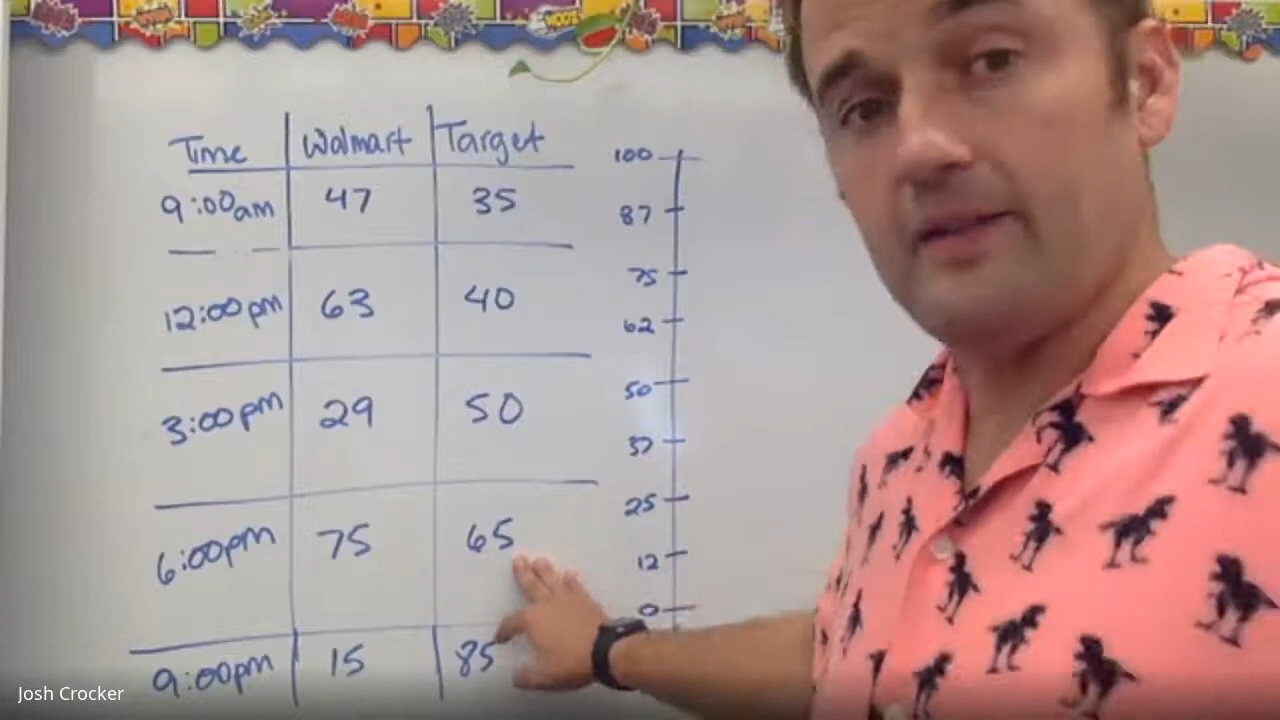 Time Walmart Target
9:00am 47 35
12:00pm 63 40
3:00pm 29 50
6:00pm 75 65
9:00pm 15 85
100
87
75
62
50
37
25
12
0
Josh Crocker